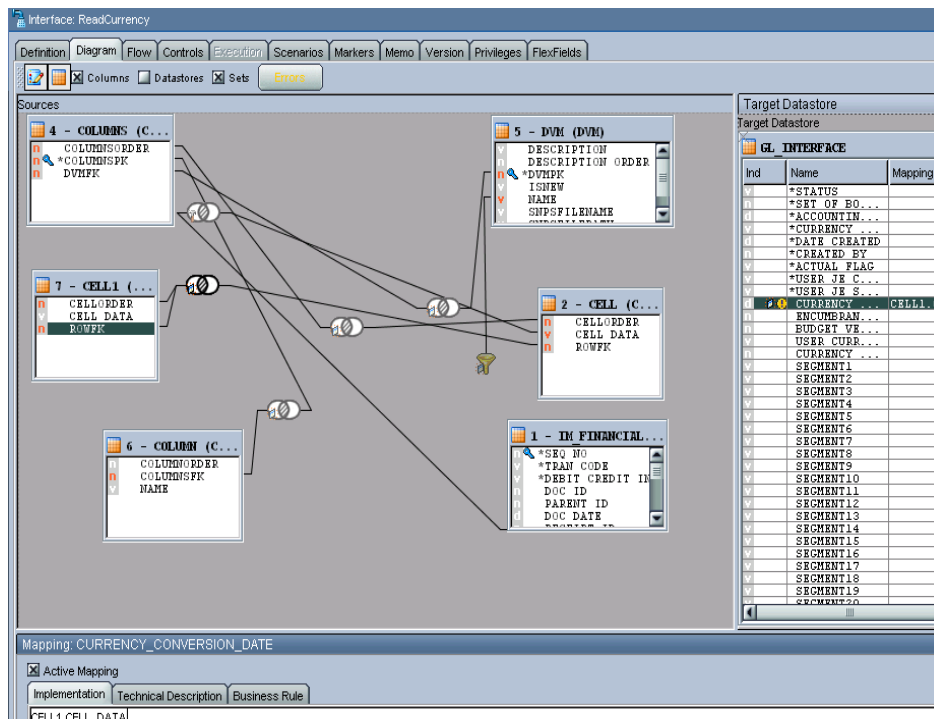 Interface: ReadCurrency
Definition Diagram Flow Controls Execution Scenarios Markers Memo Version Privileges FlexFields
Columns Datastores Sets Errors
Sources
4 - COLUMNS (C...
COLUMNSORDER
*COLUMNSPK
DVMFK
5 - DVM (DVM)
DESCRIPTION
DESCRIPTION ORDER
*DVMPK
ISNEW
NAME
SNPSFILENAME
7 - CELL1 (...
CELLORDER
CELL DATA
ROWFK
2 - CELL (C...
CELLORDER
CELL DATA
ROWFK
6 - COLUMN (C...
COLUMNORDER
COLUMNSFK
NAME
1 - IM_FINANCIAL...
*SEQ NO
*TRAN CODE
*DEBIT CREDIT IN
DOC ID
PARENT ID
DOC DATE
Target Datastore
Target Datastore
GL_INTERFACE
Ind Name Mapping
*STATUS
*SET OF BO...
*ACCOUNTIN...
*CURRENCY ...
*DATE CREATED
*CREATED BY
*ACTUAL FLAG
*USER JE C...
*USER JE S...
CURRENCY ... CELL1.
ENCUMBRAN...
BUDGET VE...
USER CURR...
CURRENCY ...
SEGMENT1
SEGMENT2
SEGMENT3
SEGMENT4
SEGMENT5
SEGMENT6
SEGMENT7
SEGMENT8
SEGMENT9
SEGMENT10
SEGMENT11
SEGMENT12
SEGMENT13
SEGMENT14
SEGMENT15
SEGMENT16
SEGMENT17
SEGMENT18
SEGMENT19
SEGMENT20
Mapping: CURRENCY_CONVERSION_DATE
Active Mapping
Implementation Technical Description Business Rule
CELL1.CELL_DATA